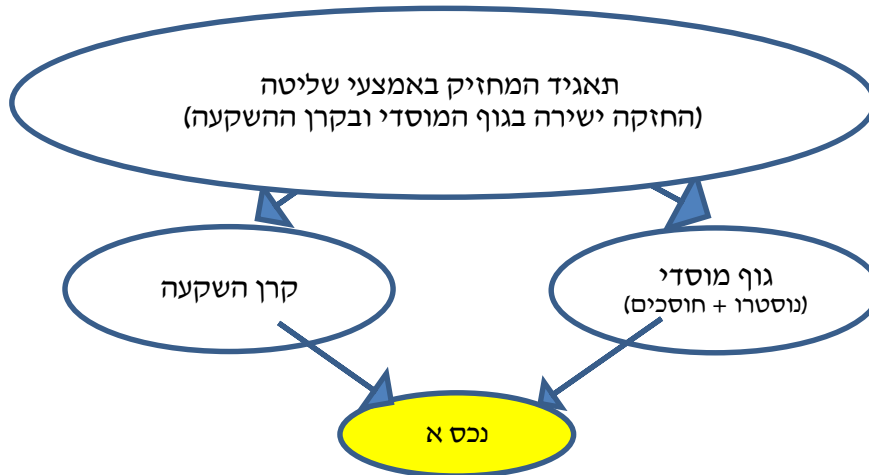 תאגיד המחזיק באמצעי שליטה
(החזקה ישירה בגוף המוסדי ובקרן ההשקעה)
גוף מוסדי
(נוסטרו + חוסכים)
קרן השקעה
נכס א